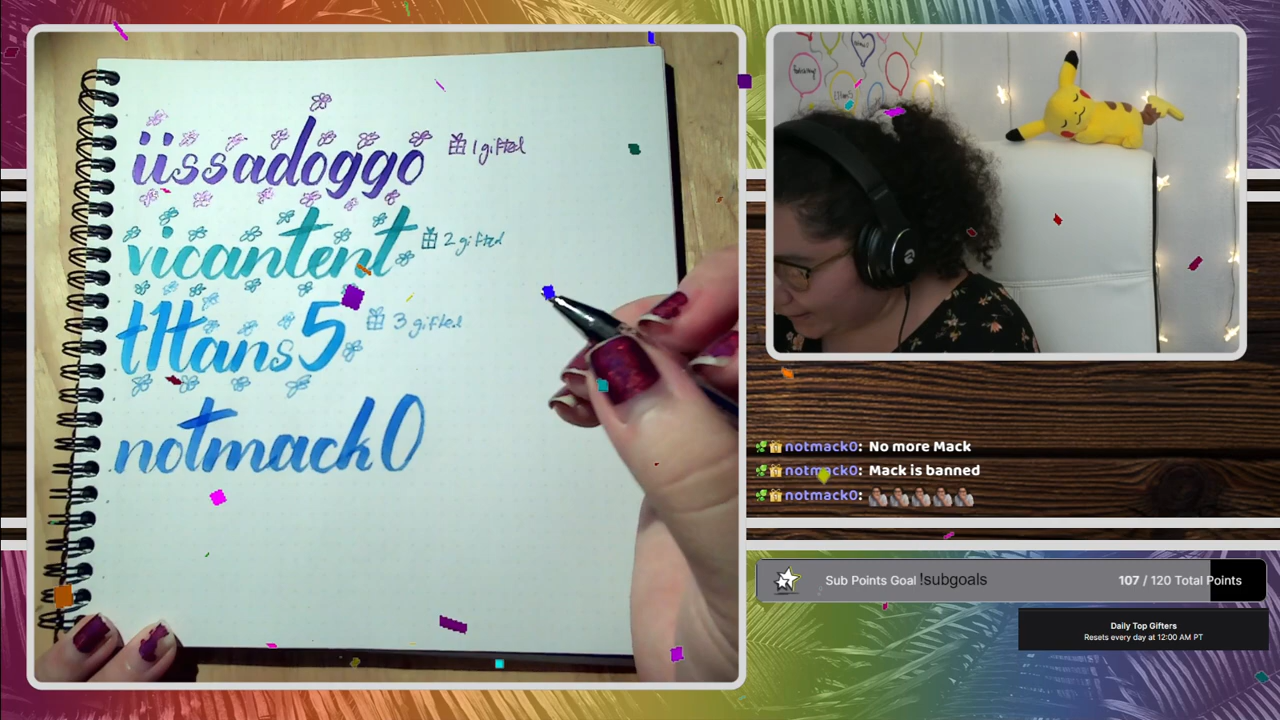 iissadoggo 1 gifted
vicantent 2 gifted
t1tans5 3 gifted
notmack0
notmack0: No more Mack
notmack0: Mack is banned
notmack0:
Sub Points Goal !subgoals 107 / 120 Total Points
Daily Top Gifters
Resets every day at 12:00 AM PT